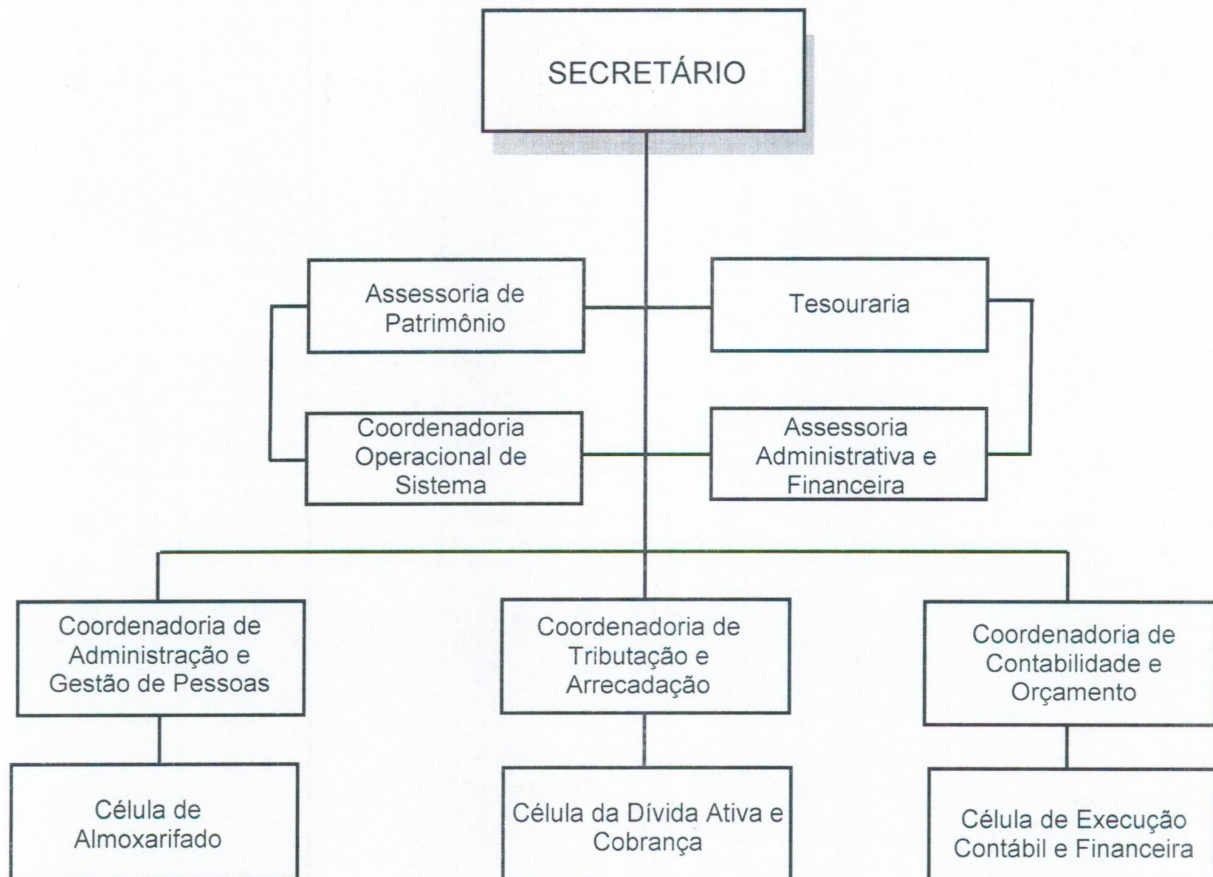 SECRETÁRIO
Assessoria de
Patrimônio
Tesouraria
Coordenadoria
Operacional de
Sistema
Assessoria
Administrativa e
Financeira
Coordenadoria de
Administração e
Gestão de Pessoas
Coordenadoria de
Tributação e
Arrecadação
Coordenadoria de
Contabilidade e
Orçamento
Célula de
Almoxarifado
Célula da Dívida Ativa e
Cobrança
Célula de Execução
Contábil e Financeira